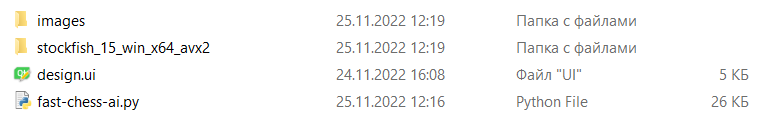 images 25.11.2022 12:19 Папка с файлами
stockfish_15_win_x64_avx2 25.11.2022 12:19 Папка с файлами
design.ui 24.11.2022 16:08 Файл "UI" 5 КБ
fast-chess-ai.py 25.11.2022 12:16 Python File 26 КБ